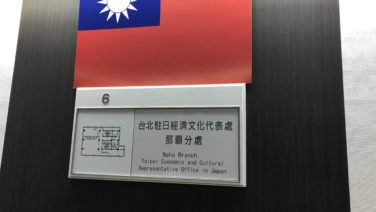 6
台北駐日經濟文化代表處
那霸分處
Naha Branch,
Taipei Economic and Cultural
Representative Office in Japan